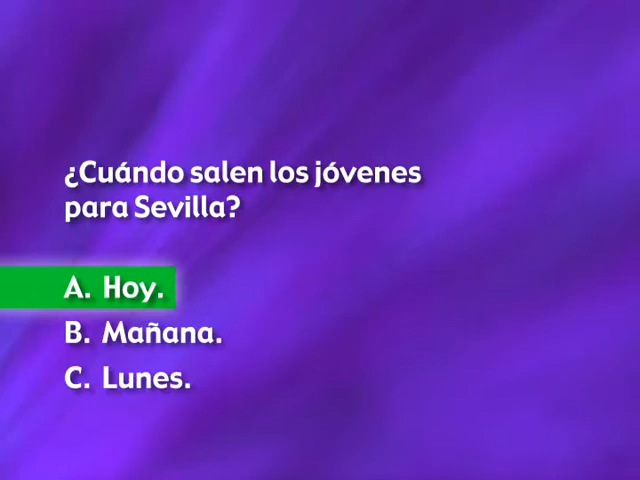 ¿Cuándo salen los jóvenes
para Sevilla?
A. Hoy.
B. Mañana.
C. Lunes.